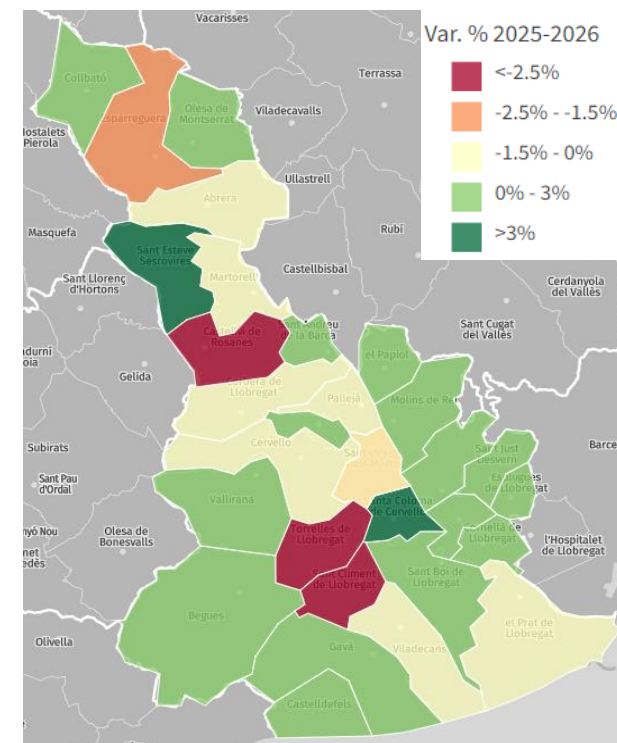 Vacarisses
Var. % 2025-2026
<-2.5%
-2.5% - -1.5%
-1.5% - 0%
0% - 3%
>3%
Terrassa
Collbató
Olesa de
Montserrat
Esparreguera
Viladecavalls
Hostalets
Pierola
Ullastrell
Abrera
Masquefa
Rubí
Sant Esteve
Sesrovires
Castellbisbal
Martorell
Sant Llorenç
d'Hortons
Cerdanyola
del Vallès
Sant Andreu
de la Barca
Sant Cugat
del Vallès
Rosanes
el Papiol
Gelida
Llobregat
Pallejà
Molins de Rei
Cervelló
Subirats
Sant Just
Desvern
Barce
Sant Pau
d'Ordal
Vallirana
Esplugues
de Llobregat
nta Coloma
de Cervelló
Torrelles de
Llobregat
Cornellà de
Llobregat
l'Hospitalet
de Llobregat
nyó Nou
Olesa de
Bonesvalls
Sant Climent
de Llobregat
Sant Boi de
Llobregat
Begues
el Prat de
Llobregat
Olivella
Gavà
Viladecans
Castelldefels